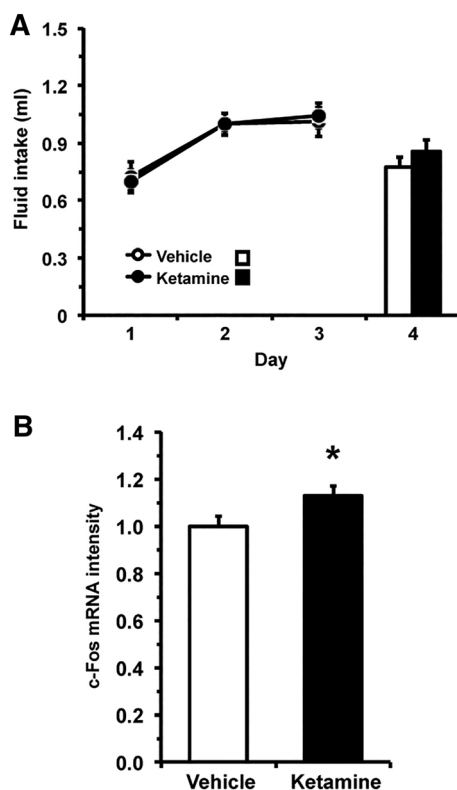 A
Fluid intake (ml)
1.5
1.2
0.9
0.6
0.3
0
Vehicle
Ketamine
1 2 3 4
Day
B
c-Fos mRNA intensity
1.4
1.2
1.0
0.8
0.6
0.4
0.2
0.0
*
Vehicle Ketamine